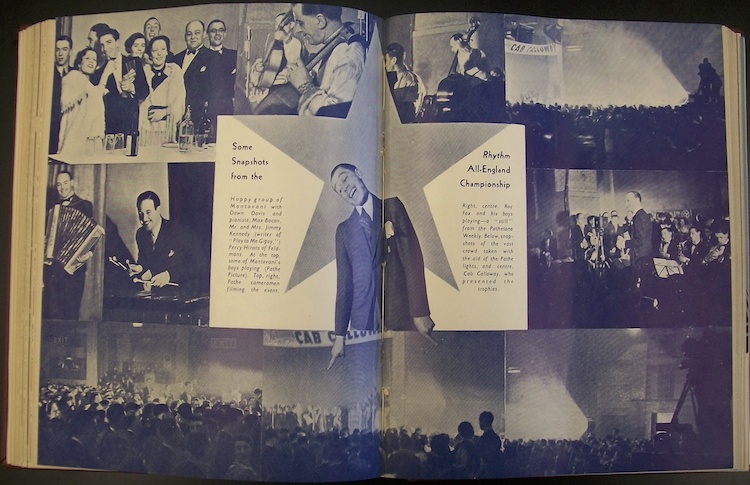 CAB CALLOWAY
Some
Snapshots
from the
Happy group of
Mantovani with
Dawn Davis and
pianiste, Max Bacon,
Mr. and Mrs. Jimmy
Kennedy (writer of
"Play to Me Gipsy,");
Percy Hirons of Feld-
mans. At the top,
some of Mantovani's
boys playing (Pathe
Picture). Top, right,
Pathe cameramen
filming the event.
Rhythm
All-England
Championship
Right, centre, Roy
Fox and his boys
playing—a "still"
from the Pathetone
Weekly. Below, snap-
shots of the vast
crowd taken with
the aid of the Pathe
lights, and centre,
Cab Calloway, who
presented the
trophies.
CAB CALLOWAY